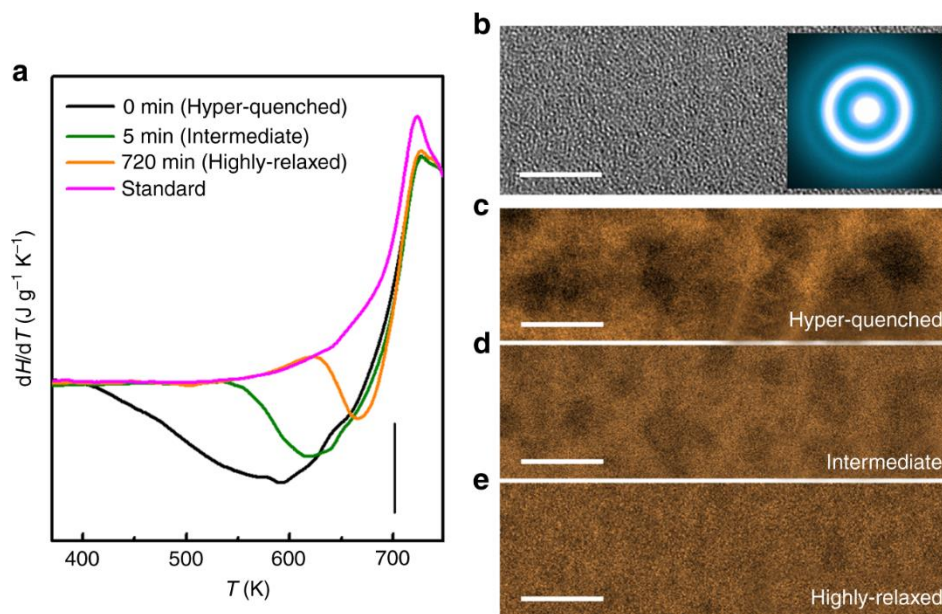 a
0 min (Hyper-quenched)
5 min (Intermediate)
720 min (Highly-relaxed)
Standard
dH/dT (J g⁻¹ K⁻¹)
400 500 600 700
T (K)
b
c
Hyper-quenched
d
Intermediate
e
Highly-relaxed